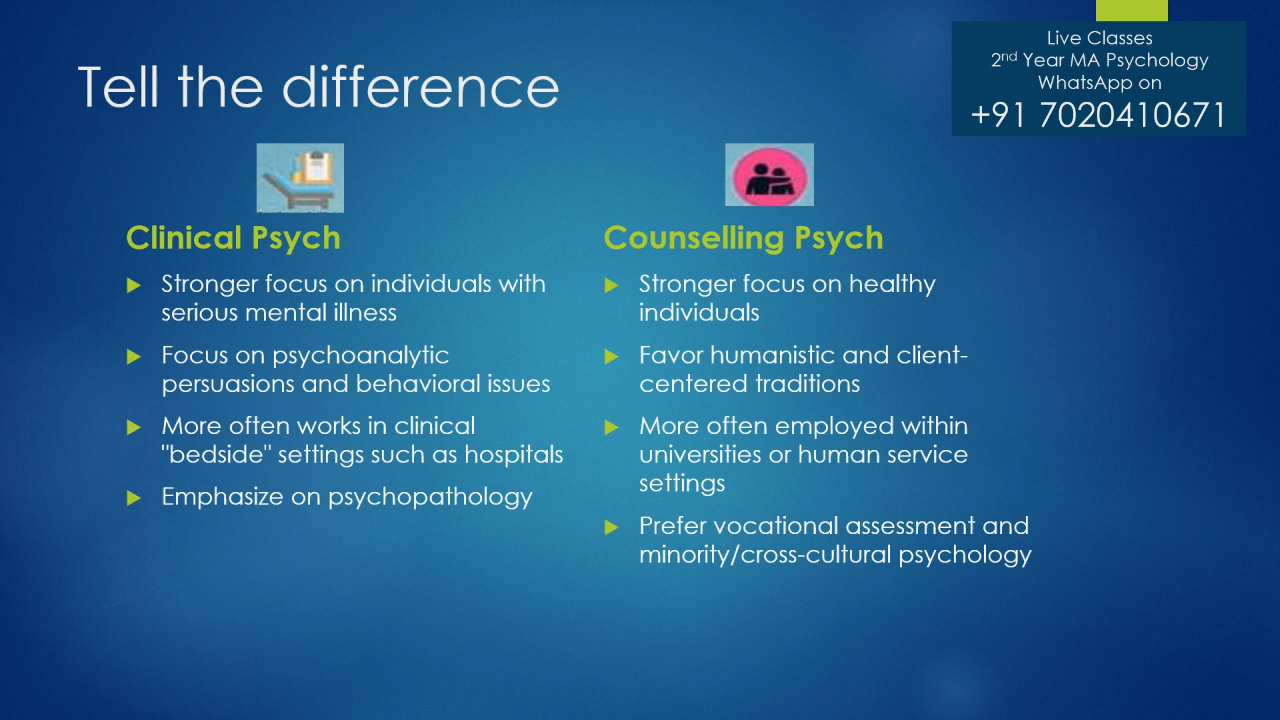 Tell the difference
Live Classes
2nd Year MA Psychology
WhatsApp on
+91 7020410671
Clinical Psych
Stronger focus on individuals with
serious mental illness
Focus on psychoanalytic
persuasions and behavioral issues
More often works in clinical
"bedside" settings such as hospitals
Emphasize on psychopathology
Counselling Psych
Stronger focus on healthy
individuals
Favor humanistic and client-
centered traditions
More often employed within
universities or human service
settings
Prefer vocational assessment and
minority/cross-cultural psychology